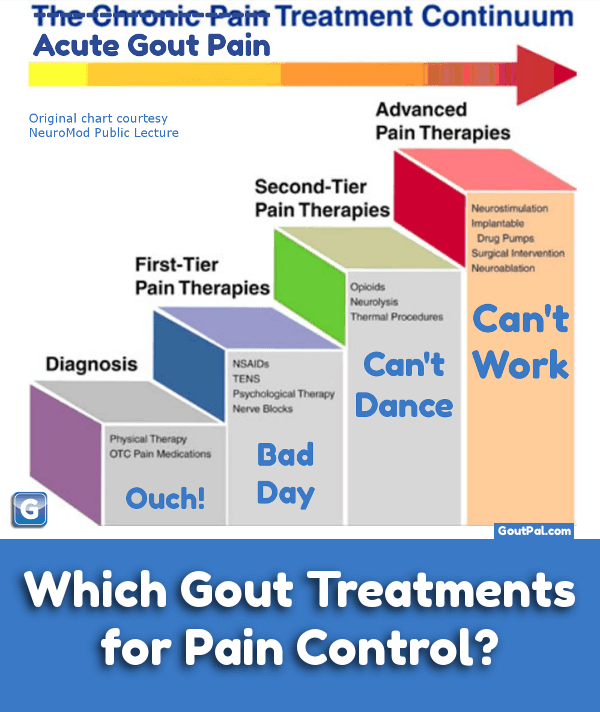 The Chronic Pain Treatment Continuum
Acute Gout Pain
Original chart courtesy
NeuroMod Public Lecture
Advanced
Pain Therapies
Second-Tier
Pain Therapies
First-Tier
Pain Therapies
Diagnosis
Physical Therapy
OTC Pain Medications
Ouch!
NSAIDs
TENS
Psychological Therapy
Nerve Blocks
Bad
Day
Opioids
Neurolysis
Thermal Procedures
Can't
Dance
Neurostimulation
Implantable
Drug Pumps
Surgical Intervention
Neuroablation
Can't
Work
G
GoutPal.com
Which Gout Treatments
for Pain Control?